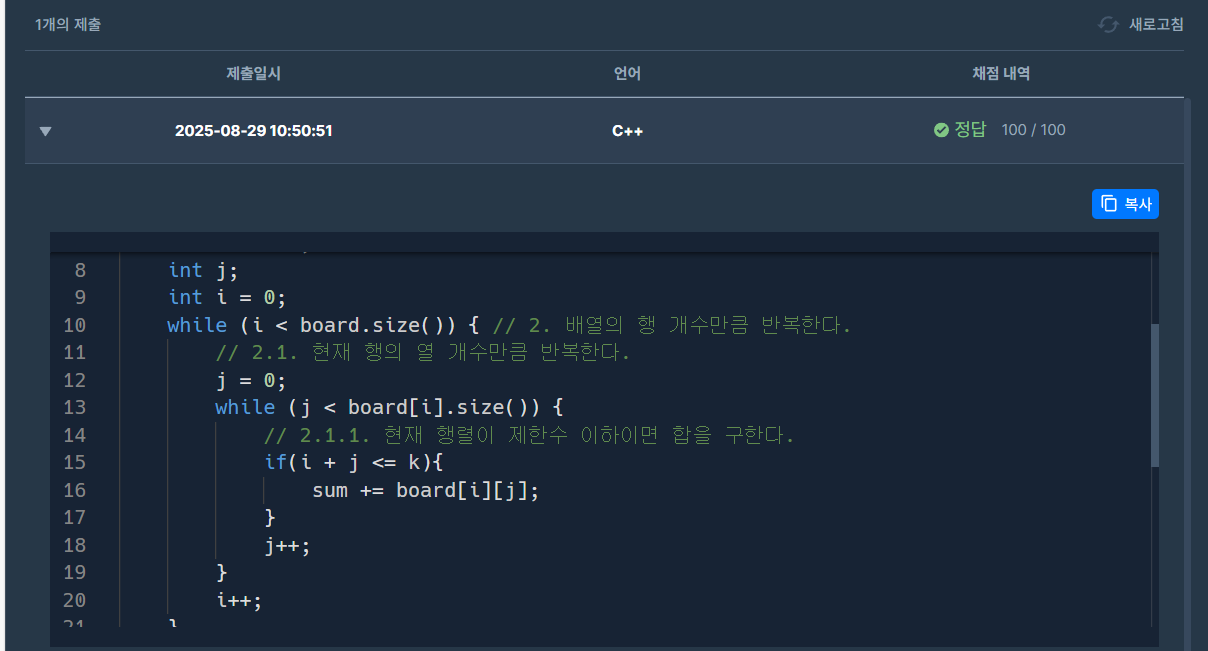 1개의 제출 새로고침
제출일시 언어 채점 내역
2025-08-29 10:50:51 C++ 정답 100 / 100
복사
8 int j;
9 int i = 0;
10 while (i < board.size()) { // 2. 배열의 행 개수만큼 반복한다.
11 // 2.1. 현재 행의 열 개수만큼 반복한다.
12 j = 0;
13 while (j < board[i].size()) {
14 // 2.1.1. 현재 행렬이 제한수 이하이면 합을 구한다.
15 if(i + j <= k){
16 sum += board[i][j];
17 }
18 j++;
19 }
20 i++;
21 }